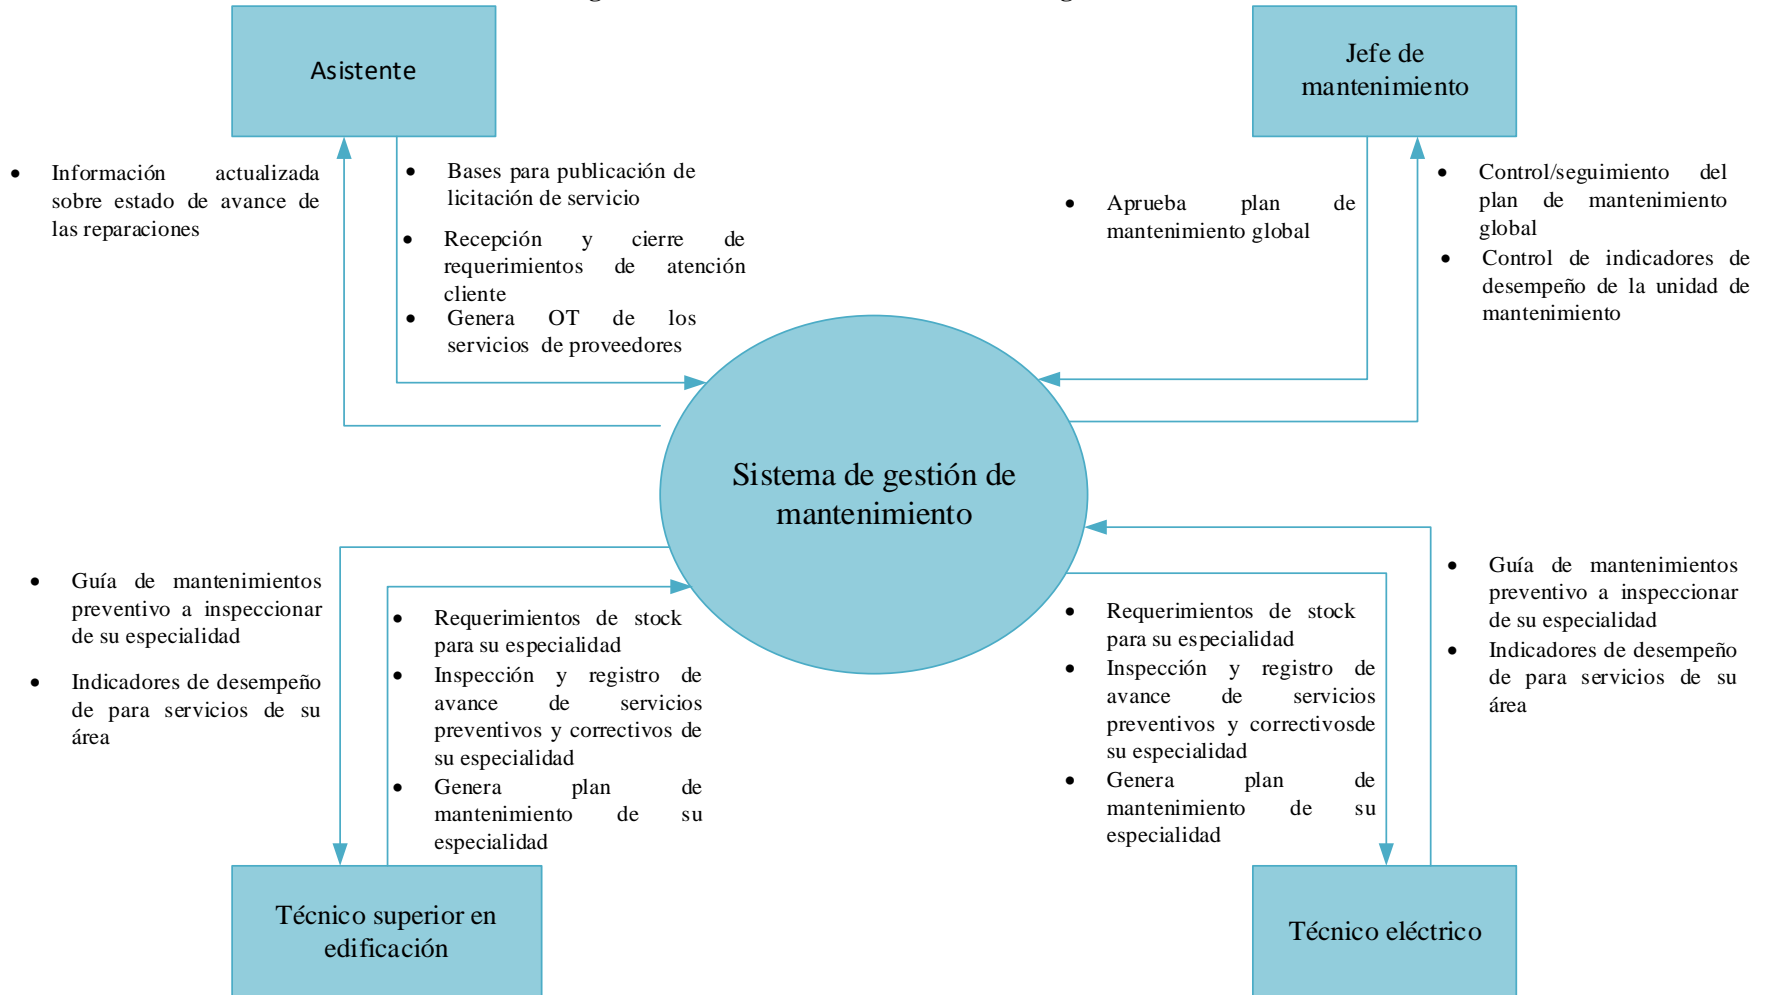 Asistente
Jefe de
mantenimiento
• Información actualizada
sobre estado de avance de
las reparaciones
• Bases para publicación de
licitación de servicio
• Recepción y cierre de
requerimientos de atención
cliente
• Genera OT de los
servicios de proveedores
• Aprueba plan de
mantenimiento global
• Control/seguimiento del
plan de mantenimiento
global
• Control de indicadores de
desempeño de la unidad de
mantenimiento
Sistema de gestión de
mantenimiento
• Guía de mantenimientos
preventivo a inspeccionar
de su especialidad
• Indicadores de desempeño
de para servicios de su
área
• Requerimientos de stock
para su especialidad
• Inspección y registro de
avance de servicios
preventivos y correctivos de
su especialidad
• Genera plan de
mantenimiento de su
especialidad
• Requerimientos de stock
para su especialidad
• Inspección y registro de
avance de servicios
preventivos y correctivosde
su especialidad
• Genera plan de
mantenimiento de su
especialidad
• Guía de mantenimientos
preventivo a inspeccionar
de su especialidad
• Indicadores de desempeño
de para servicios de su
área
Técnico superior en
edificación
Técnico eléctrico